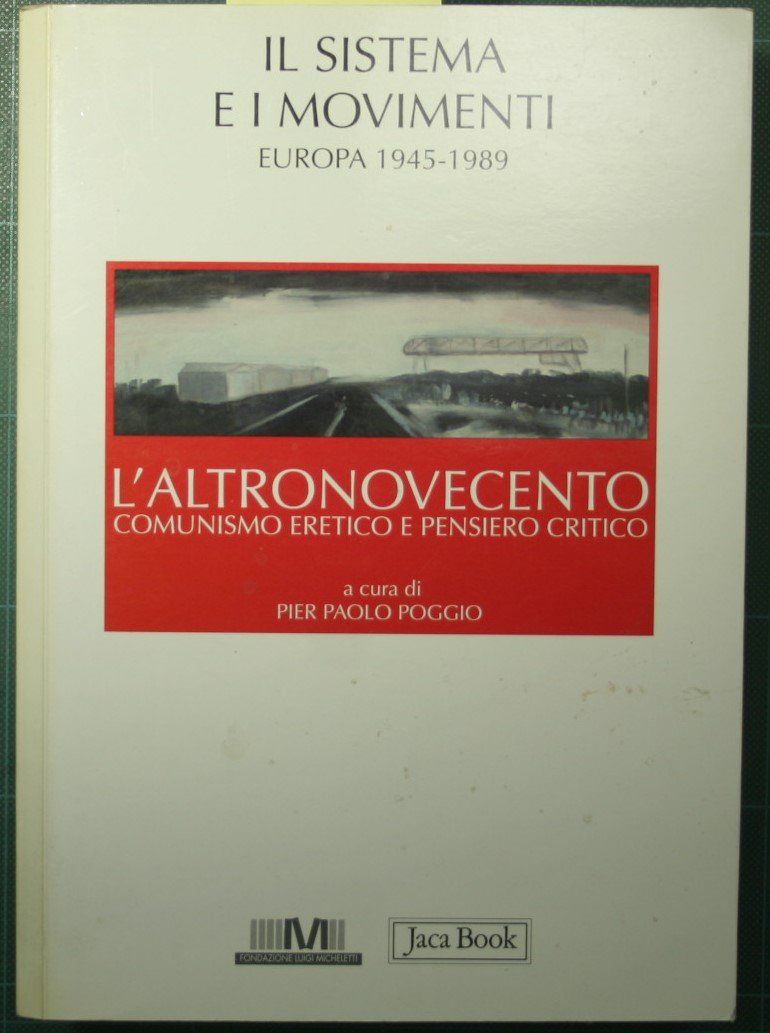 IL SISTEMA
E I MOVIMENTI
EUROPA 1945-1989
L'ALTRONOVECENTO
COMUNISMO ERETICO E PENSIERO CRITICO
a cura di
PIER PAOLO POGGIO
FONDAZIONE LUIGI MICHELETTI
Jaca Book